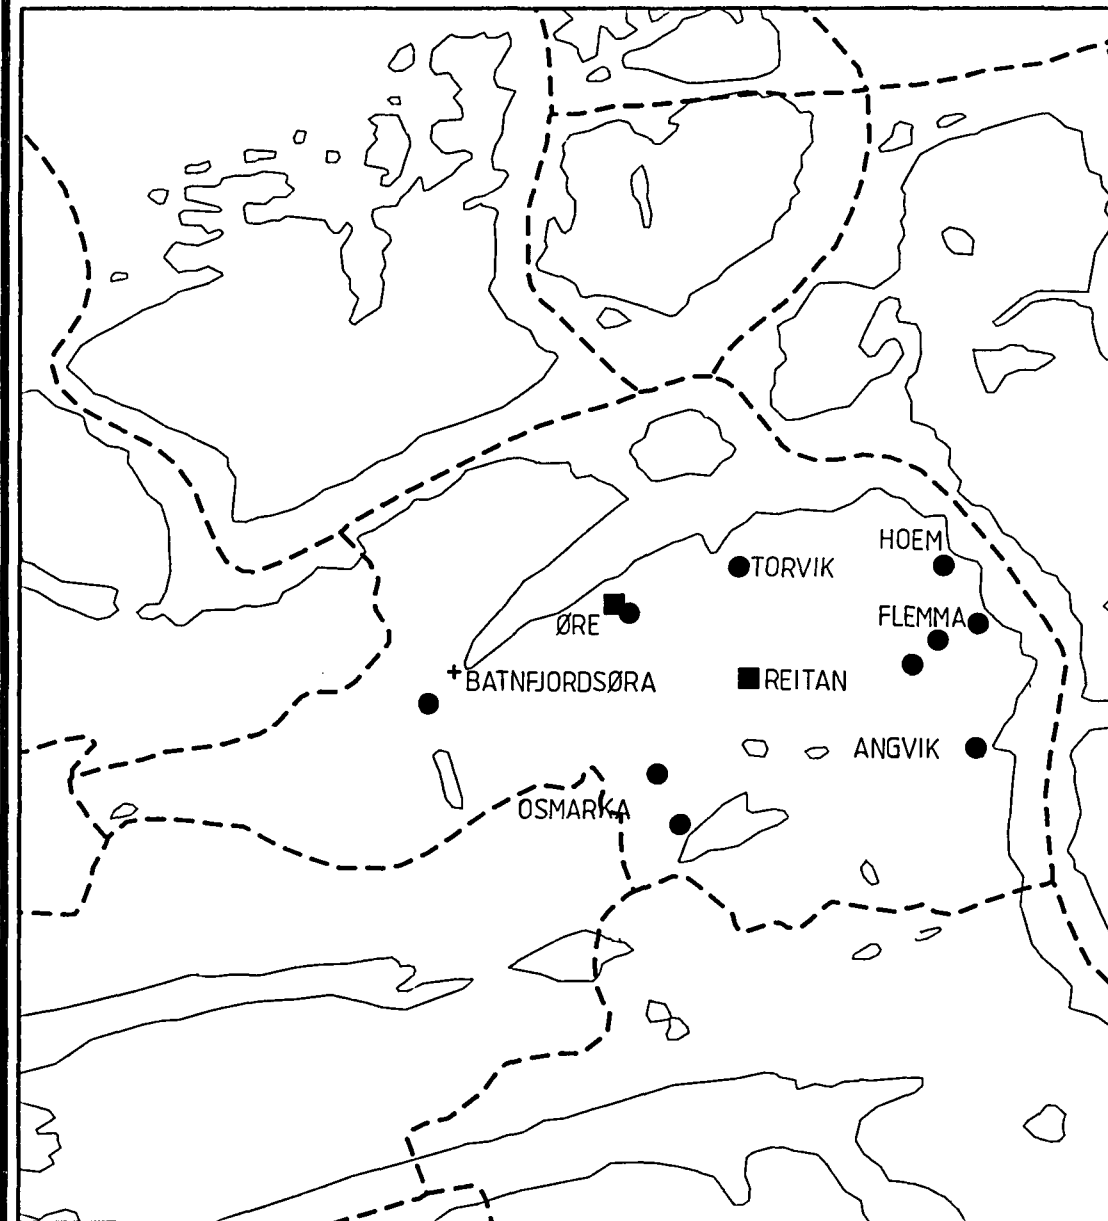 HOEM
TORVIK
FLEMMA
ØRE
BATNFJORDSØRA
REITAN
ANGVIK
OSMARKA